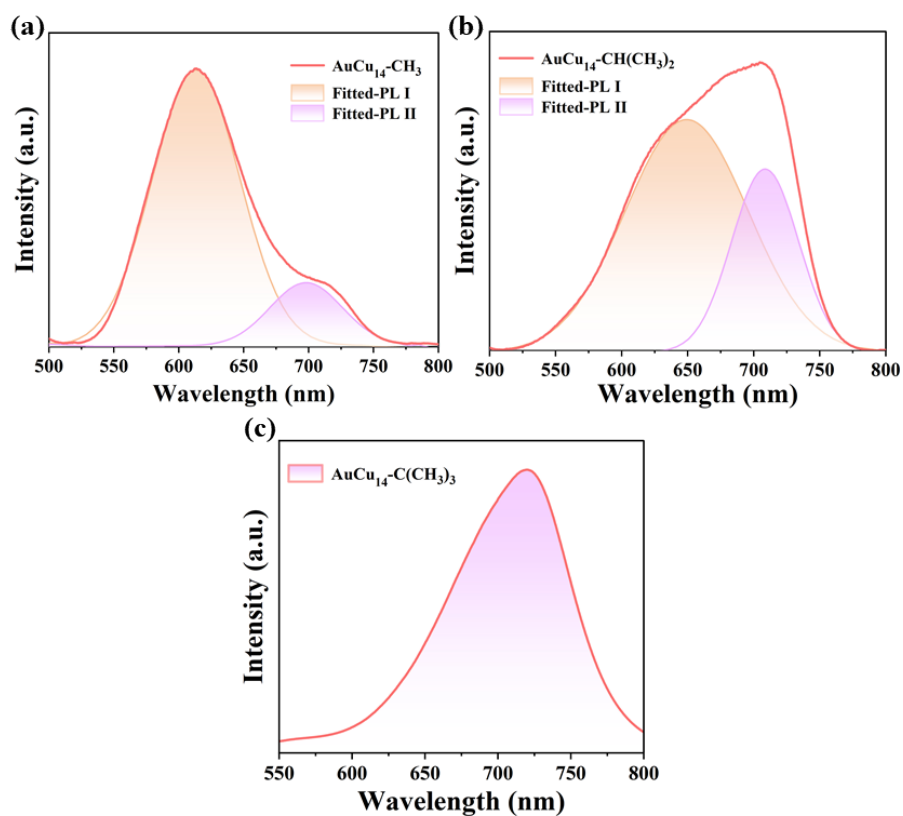 (a)
AuCu₁₄-CH₃
Fitted-PL I
Fitted-PL II
Intensity (a.u.)
500 550 600 650 700 750 800
Wavelength (nm)
(b)
AuCu₁₄-CH(CH₃)₂
Fitted-PL I
Fitted-PL II
Intensity (a.u.)
500 550 600 650 700 750 800
Wavelength (nm)
(c)
AuCu₁₄-C(CH₃)₃
Intensity (a.u.)
550 600 650 700 750 800
Wavelength (nm)